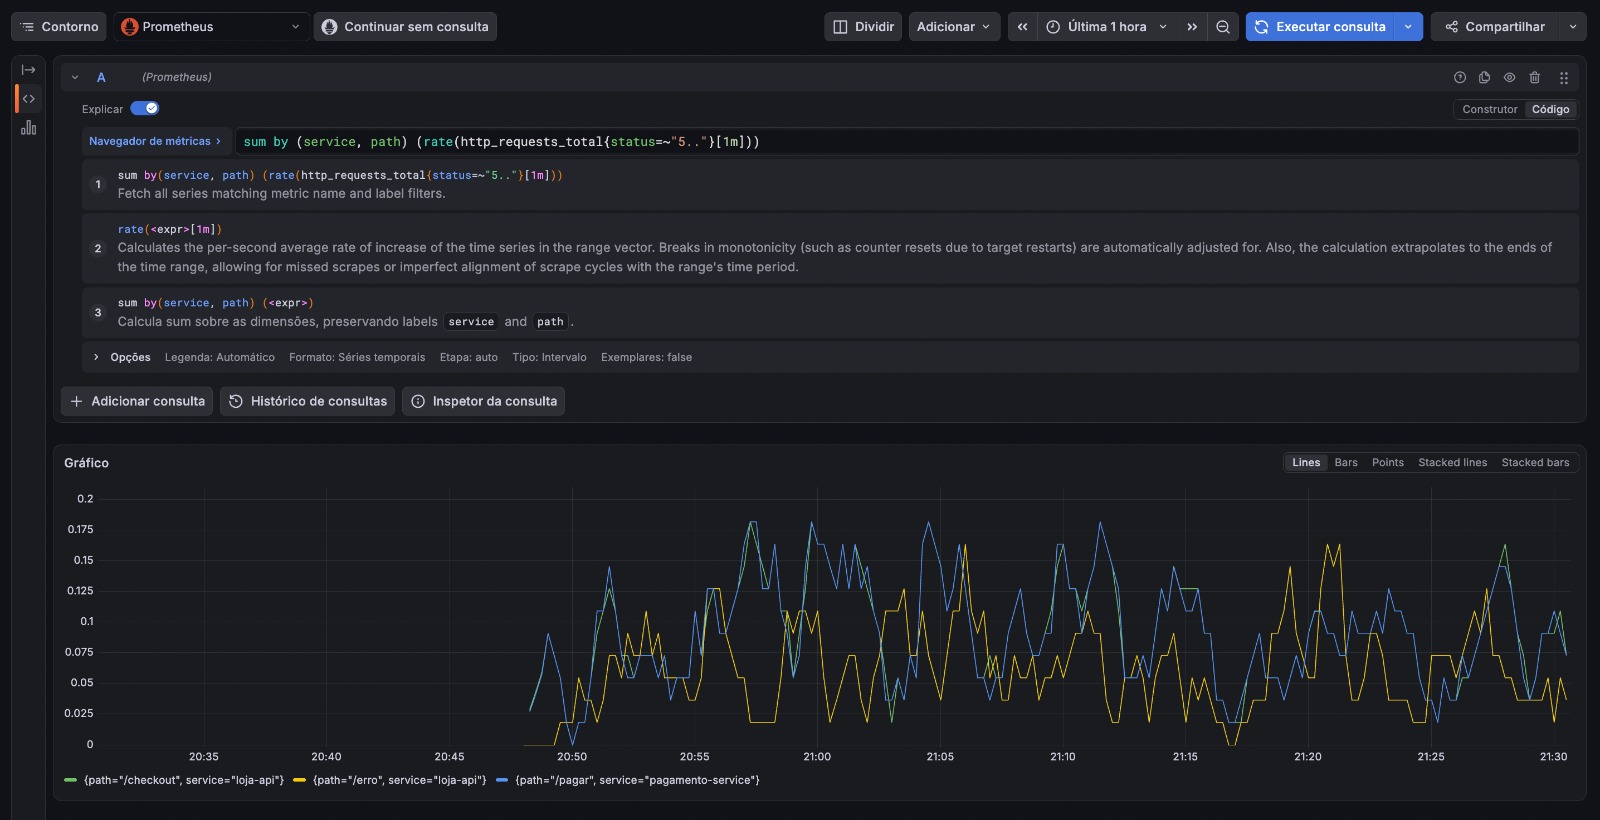 Contorno Prometheus Continuar sem consulta Dividir Adicionar Última 1 hora Executar consulta Compartilhar
A (Prometheus)
Explicar Construtor Código
Navegador de métricas sum by (service, path) (rate(http_requests_total{status=~"5.."}[1m]))
1 sum by(service, path) (rate(http_requests_total{status=~"5.."}[1m]))
Fetch all series matching metric name and label filters.
2 rate(<expr>[1m])
Calculates the per-second average rate of increase of the time series in the range vector. Breaks in monotonicity (such as counter resets due to target restarts) are automatically adjusted for. Also, the calculation extrapolates to the ends of
the time range, allowing for missed scrapes or imperfect alignment of scrape cycles with the range's time period.
3 sum by(service, path) (<expr>)
Calcula sum sobre as dimensões, preservando labels service and path.
Opções Legenda: Automático Formato: Séries temporais Etapa: auto Tipo: Intervalo Exemplares: false
+ Adicionar consulta Histórico de consultas Inspetor da consulta
Gráfico Lines Bars Points Stacked lines Stacked bars
0.2
0.175
0.15
0.125
0.1
0.075
0.05
0.025
0
20:35 20:40 20:45 20:50 20:55 21:00 21:05 21:10 21:15 21:20 21:25 21:30
{path="/checkout", service="loja-api"} {path="/erro", service="loja-api"} {path="/pagar", service="pagamento-service"}